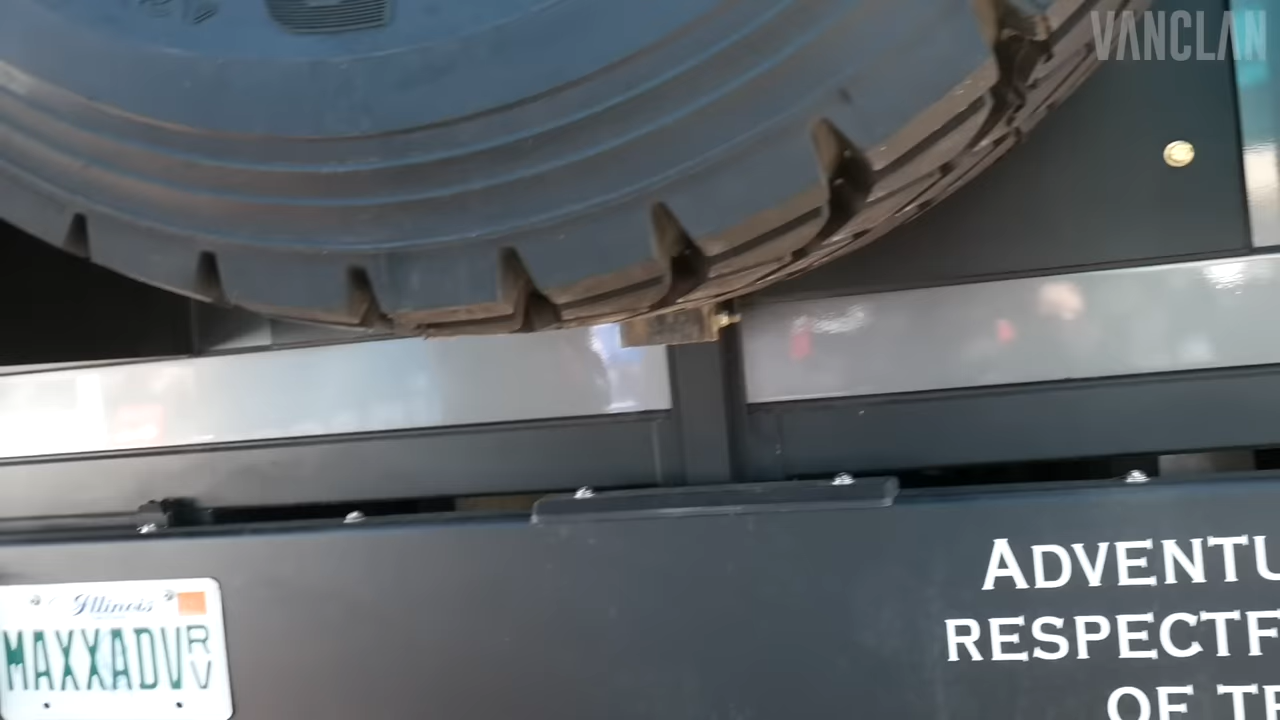 VANCLAN
Illinois
MAXXADV RV
ADVENTU
RESPECTF
OF TE